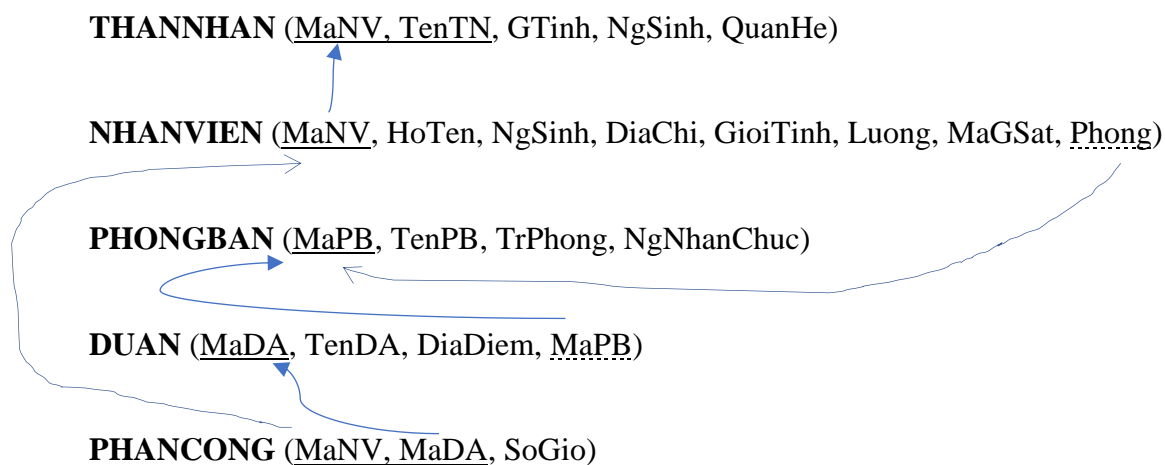 THANNHAN (MaNV, TenTN, GTinh, NgSinh, QuanHe)
NHANVIEN (MaNV, HoTen, NgSinh, DiaChi, GioiTinh, Luong, MaGSat, Phong)
PHONGBAN (MaPB, TenPB, TrPhong, NgNhanChuc)
DUAN (MaDA, TenDA, DiaDiem, MaPB)
PHANCONG (MaNV, MaDA, SoGio)